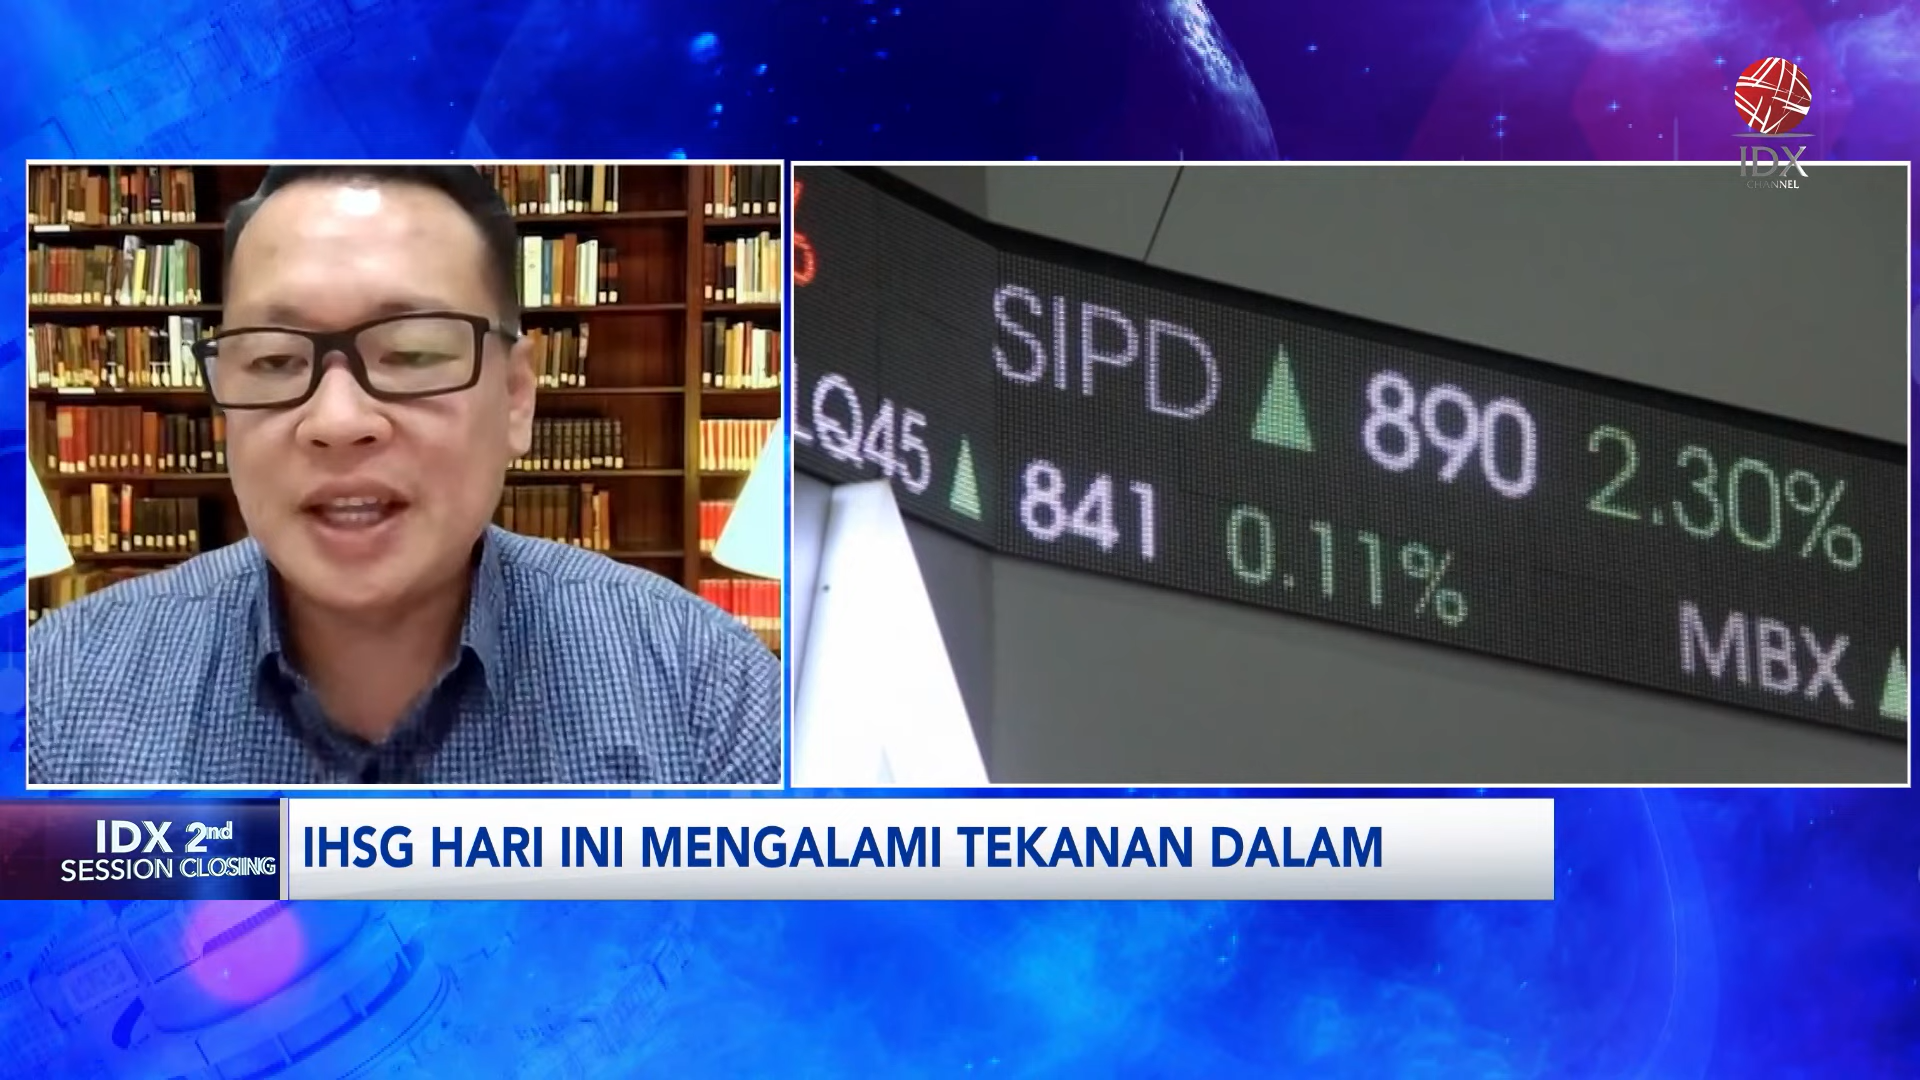 IDX
CHANNEL
SIPD 890 2.30%
LQ45 841 0.11%
MBX
IDX 2nd
SESSION CLOSING
IHSG HARI INI MENGALAMI TEKANAN DALAM